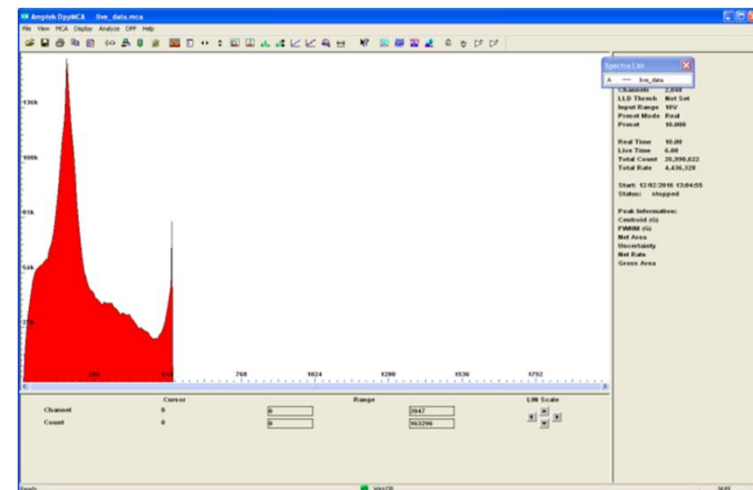 Amptek DppMCA live_data.mca
File View MCA Display Analyze DPP Help
Spectra List
A — live_data
Channels 2,048
LLD Thresh Not Set
Input Range 10V
Preset Mode Real
Preset 10.000
Real Time 10.00
Live Time 6.00
Total Count 26,990,622
Total Rate 4,436,328
Start: 12/02/2016 13:04:55
Status: stopped
Peak Information:
Centroid
FWHM
Net Area
Uncertainty
Net Rate
Gross Area
108k
81k
54k
27k
768 1024 1280 1536 1792
Cursor Range LIN Scale
Channel 0 0 2047
Count 0 0 963296
Ready